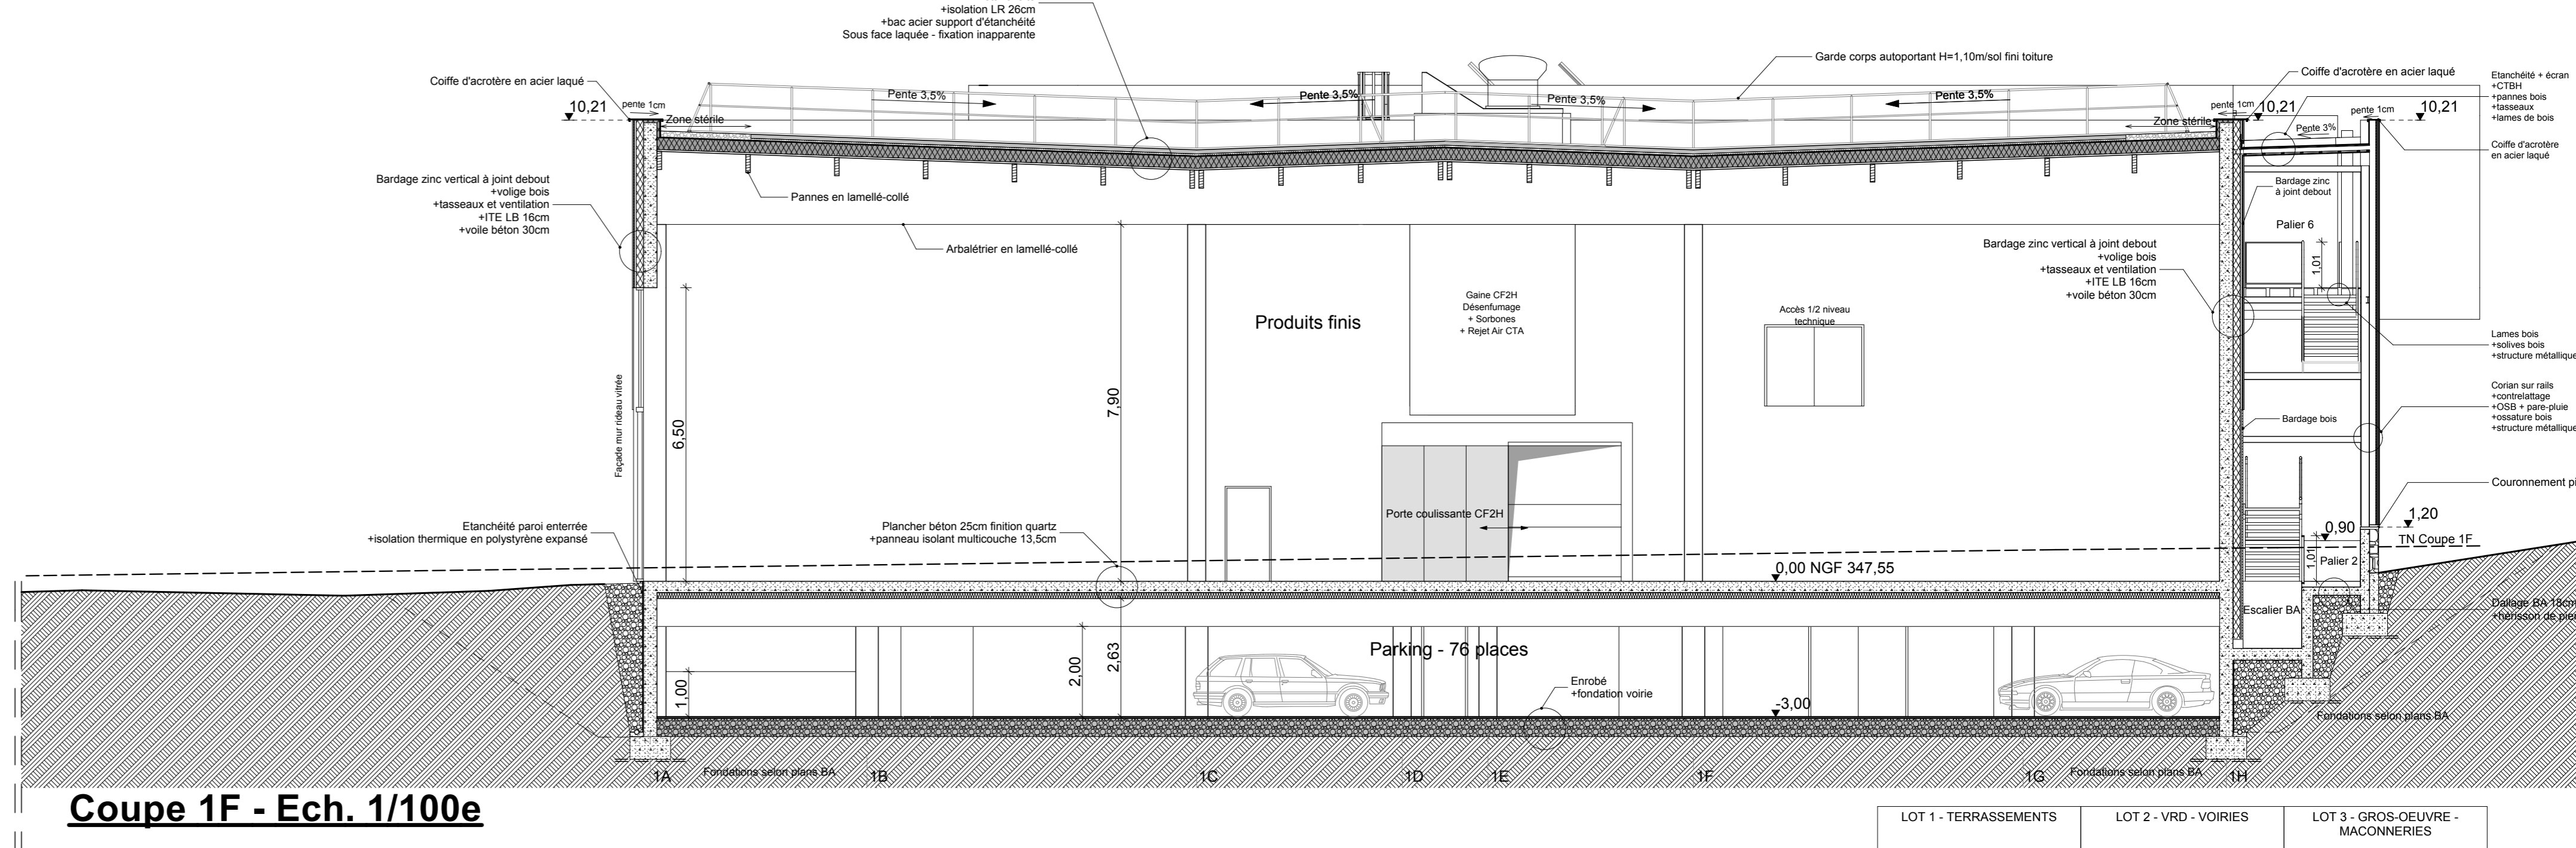 +isolation LR 26cm
+bac acier support d'étanchéité
Sous face laquée - fixation inapparente
Coiffe d'acrotère en acier laqué
10,21
pente 1cm
Zone stérile
Pente 3,5%
Pente 3,5%
Pente 3,5%
Pente 3,5%
Garde corps autoportant H=1,10m/sol fini toiture
Coiffe d'acrotère en acier laqué
pente 1cm
10,21
Zone stérile
Pente 3%
pente 1cm
10,21
Etanchéité + écran
+CTBH
+pannes bois
+tasseaux
+lames de bois
Coiffe d'acrotère
en acier laqué
Bardage zinc vertical à joint debout
+volige bois
+tasseaux et ventilation
+ITE LB 16cm
+voile béton 30cm
Pannes en lamellé-collé
Arbalétrier en lamellé-collé
Bardage zinc
à joint debout
Palier 6
Bardage zinc vertical à joint debout
+volige bois
+tasseaux et ventilation
+ITE LB 16cm
+voile béton 30cm
1,01
Gaine CF2H
Désenfumage
+ Sorbones
+ Rejet Air CTA
Produits finis
Accès 1/2 niveau
technique
Lames bois
+solives bois
+structure métallique
Façade mur rideau vitrée
6,50
7,90
Corian sur rails
+contrelattage
+OSB + pare-pluie
+ossature bois
+structure métallique
Bardage bois
Couronnement pi
Etanchéité paroi enterrée
+isolation thermique en polystyrène expansé
Plancher béton 25cm finition quartz
+panneau isolant multicouche 13,5cm
Porte coulissante CF2H
0,90
1,20
TN Coupe 1F
1,01
Palier 2
0,00 NGF 347,55
Escalier BA
Dallage BA 18cm
+hérisson de pier
Parking - 76 places
1,00
2,00
2,63
Enrobé
+fondation voirie
-3,00
Fondations selon plans BA
1A
Fondations selon plans BA
1B
1C
1D
1E
1F
1G
Fondations selon plans BA
1H
Coupe 1F - Ech. 1/100e
LOT 1 - TERRASSEMENTS
LOT 2 - VRD - VOIRIES
LOT 3 - GROS-OEUVRE -
MACONNERIES